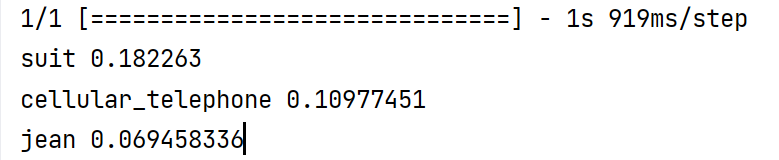 1/1 [==============================] - 1s 919ms/step
suit 0.182263
cellular_telephone 0.10977451
jean 0.069458336